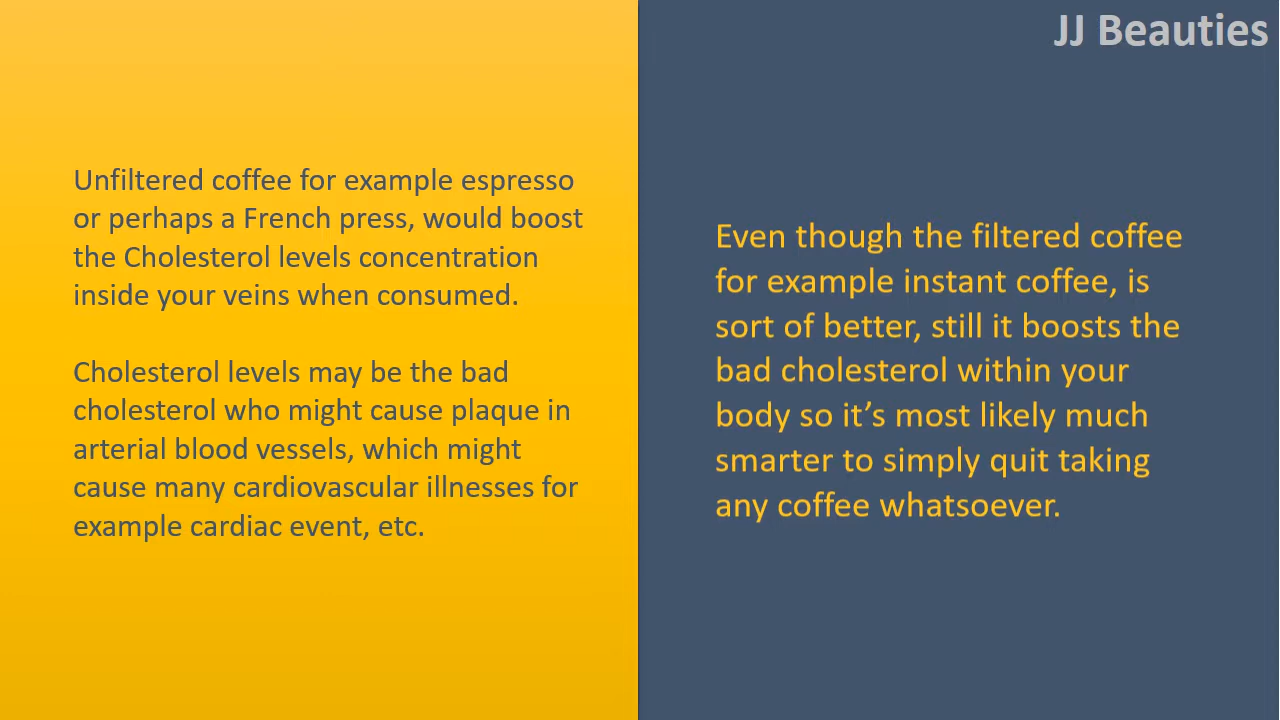 JJ Beauties
Unfiltered coffee for example espresso
or perhaps a French press, would boost
the Cholesterol levels concentration
inside your veins when consumed.
Cholesterol levels may be the bad
cholesterol who might cause plaque in
arterial blood vessels, which might
cause many cardiovascular illnesses for
example cardiac event, etc.
Even though the filtered coffee
for example instant coffee, is
sort of better, still it boosts the
bad cholesterol within your
body so it’s most likely much
smarter to simply quit taking
any coffee whatsoever.